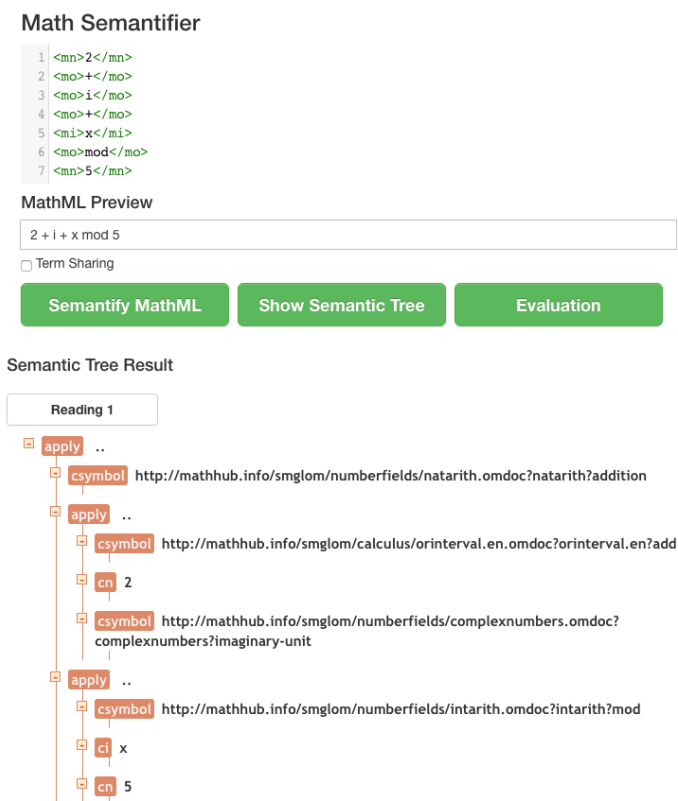 Math Semantifier
1 <mn>2</mn>
2 <mo>+</mo>
3 <mo>i</mo>
4 <mo>+</mo>
5 <mi>x</mi>
6 <mo>mod</mo>
7 <mn>5</mn>
MathML Preview
2 + i + x mod 5
Term Sharing
Semantify MathML Show Semantic Tree Evaluation
Semantic Tree Result
Reading 1
apply ..
csymbol http://mathhub.info/smglom/numberfields/natarith.omdoc?natarith?addition
apply ..
csymbol http://mathhub.info/smglom/calculus/orinterval.en.omdoc?orinterval.en?add
cn 2
csymbol http://mathhub.info/smglom/numberfields/complexnumbers.omdoc?
complexnumbers?imaginary-unit
apply ..
csymbol http://mathhub.info/smglom/numberfields/intarith.omdoc?intarith?mod
ci x
cn 5